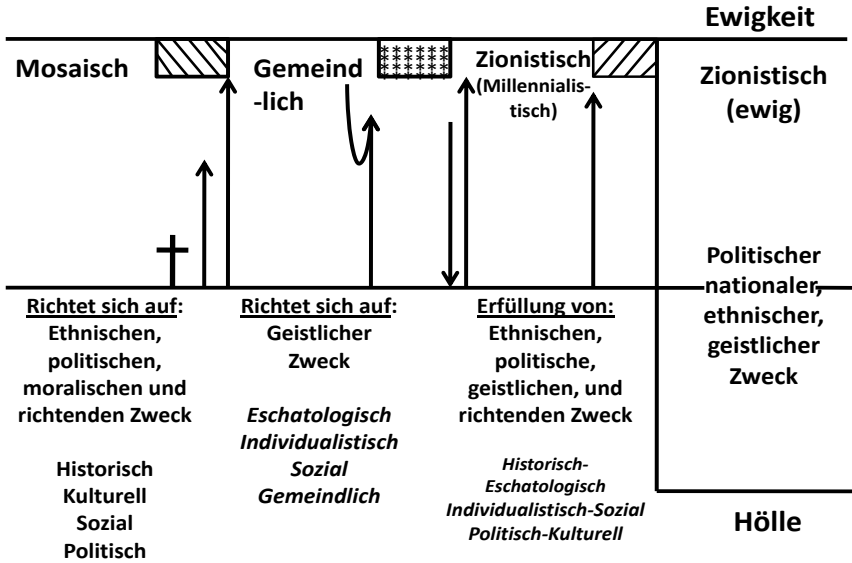 Ewigkeit
Mosaisch
Gemeind
-lich
Zionistisch
(Millennialis-
tisch)
Zionistisch
(ewig)
Richtet sich auf:
Ethnischen,
politischen,
moralischen und
richtenden Zweck
Historisch
Kulturell
Sozial
Politisch
Richtet sich auf:
Geistlicher
Zweck
Eschatologisch
Individualistisch
Sozial
Gemeindlich
Erfüllung von:
Ethnischen,
politische,
geistlichen, und
richtenden Zweck
Historisch-
Eschatologisch
Individualistisch-Sozial
Politisch-Kulturell
Politischer
nationaler,
ethnischer,
geistlicher
Zweck
Hölle